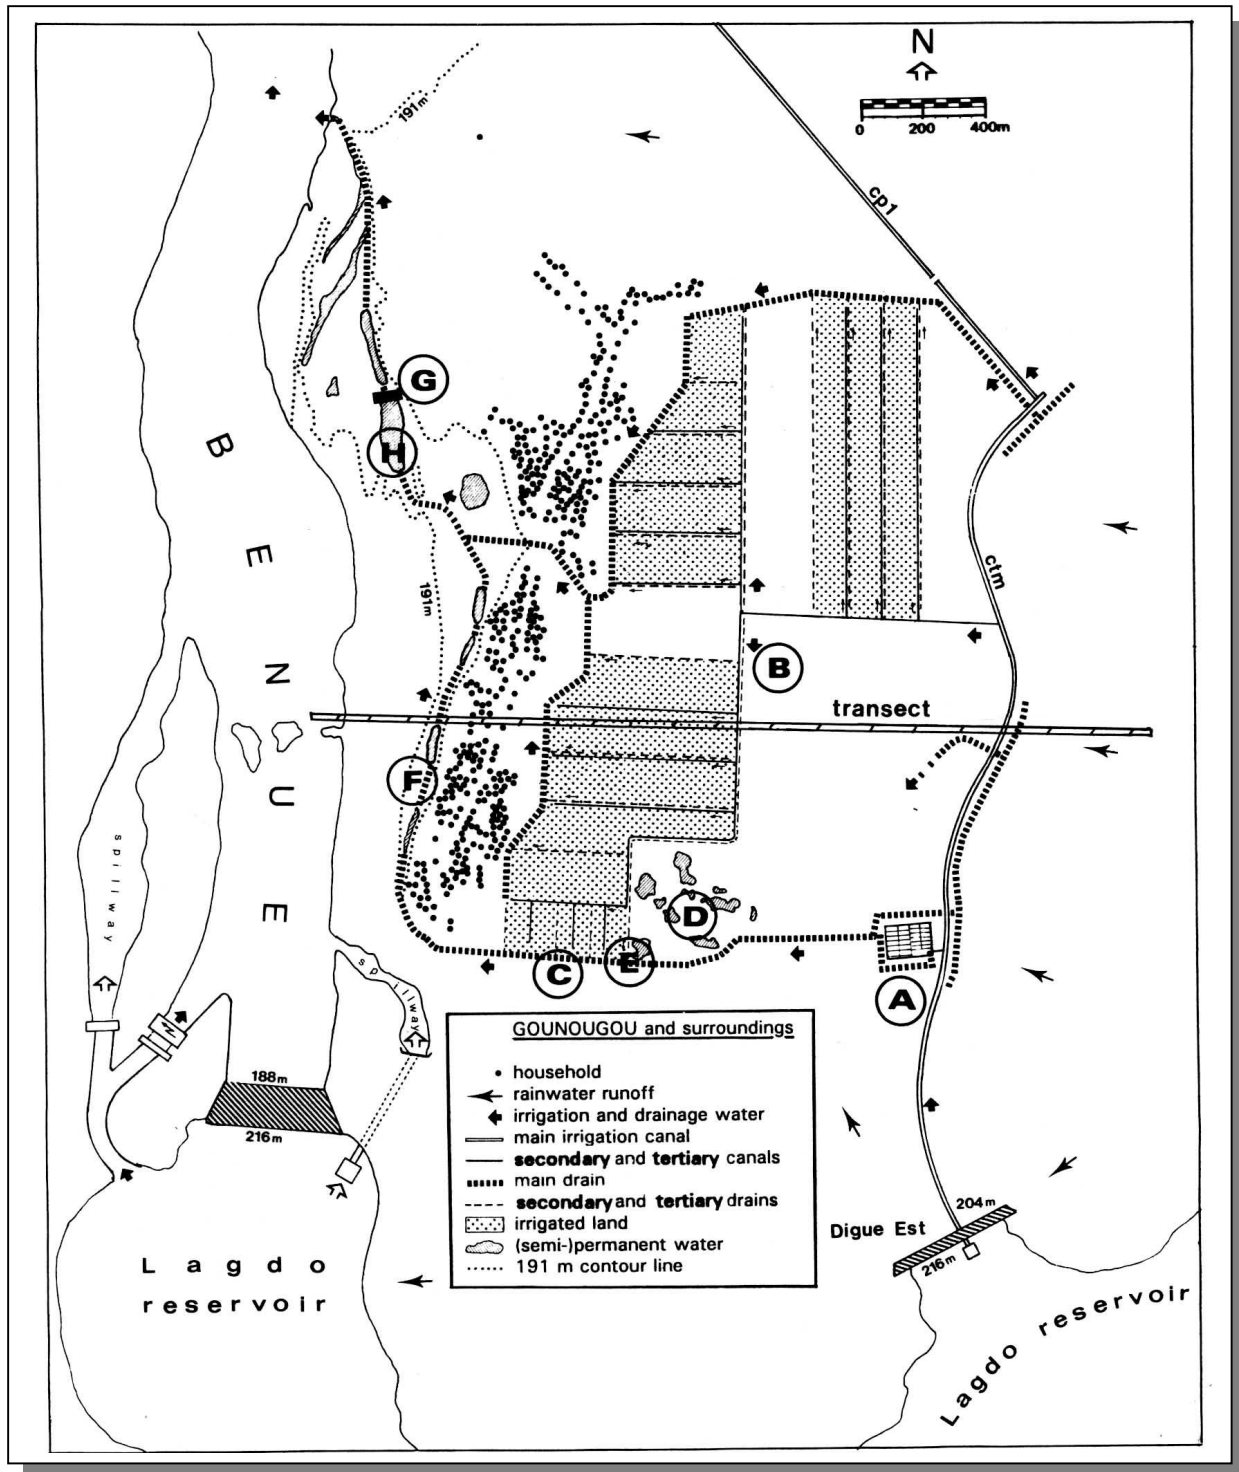 N
0 200 400m
191m
cp1
G
H
B E N U E
191m
ctm
B
transect
F
spillway
D
E
C
A
spillway
GOUNOUGOU and surroundings
household
rainwater runoff
irrigation and drainage water
main irrigation canal
secondary and tertiary canals
main drain
secondary and tertiary drains
irrigated land
(semi-)permanent water
191 m contour line
188m
216m
204m
Digue Est
216m
Lagdo
reservoir
Lagdo reservoir